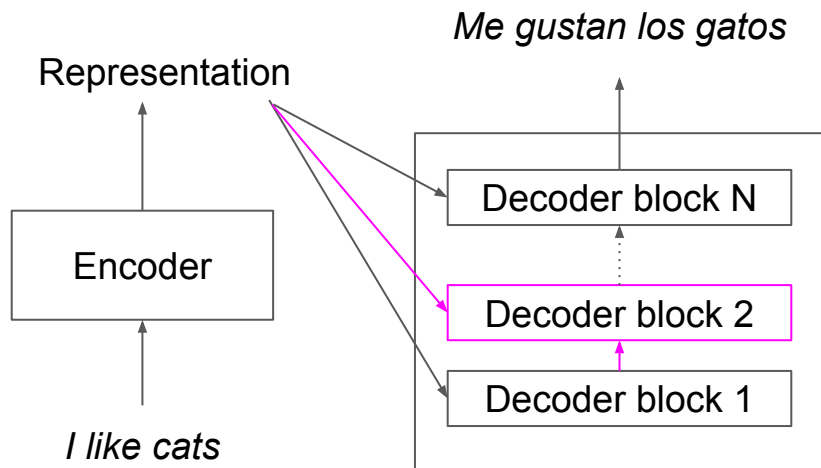 Me gustan los gatos
Representation
Decoder block N
Encoder
Decoder block 2
Decoder block 1
I like cats